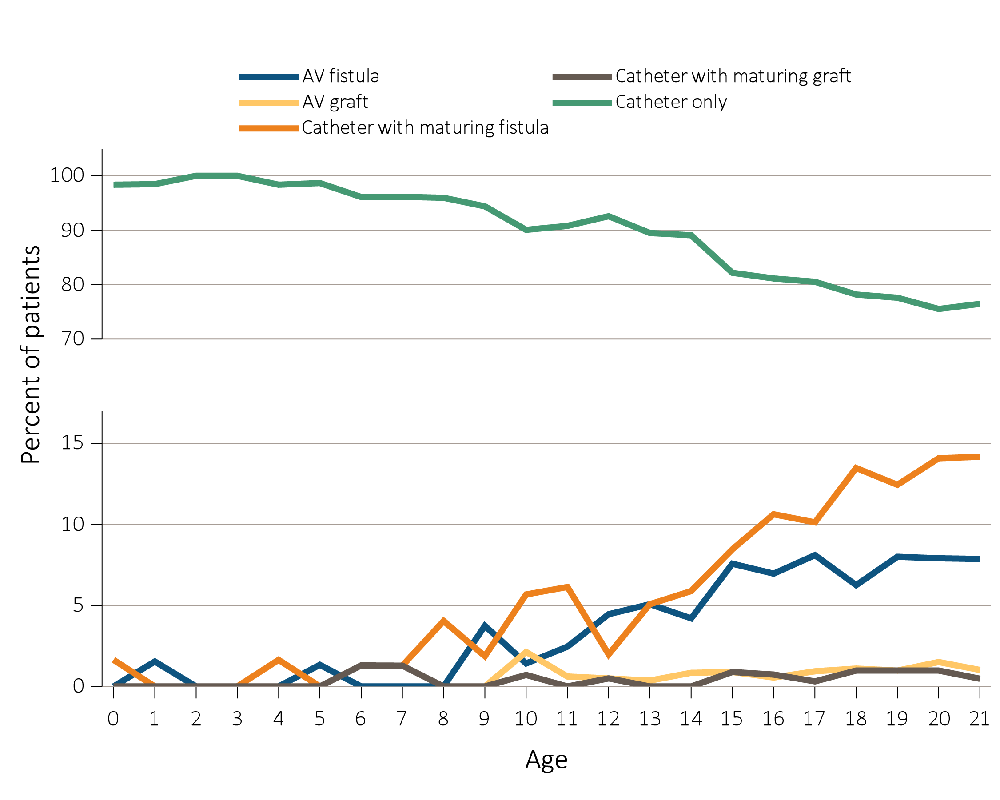 AV fistula
AV graft
Catheter with maturing fistula
Catheter with maturing graft
Catheter only
Percent of patients
100
90
80
70
15
10
5
0
0 1 2 3 4 5 6 7 8 9 10 11 12 13 14 15 16 17 18 19 20 21
Age